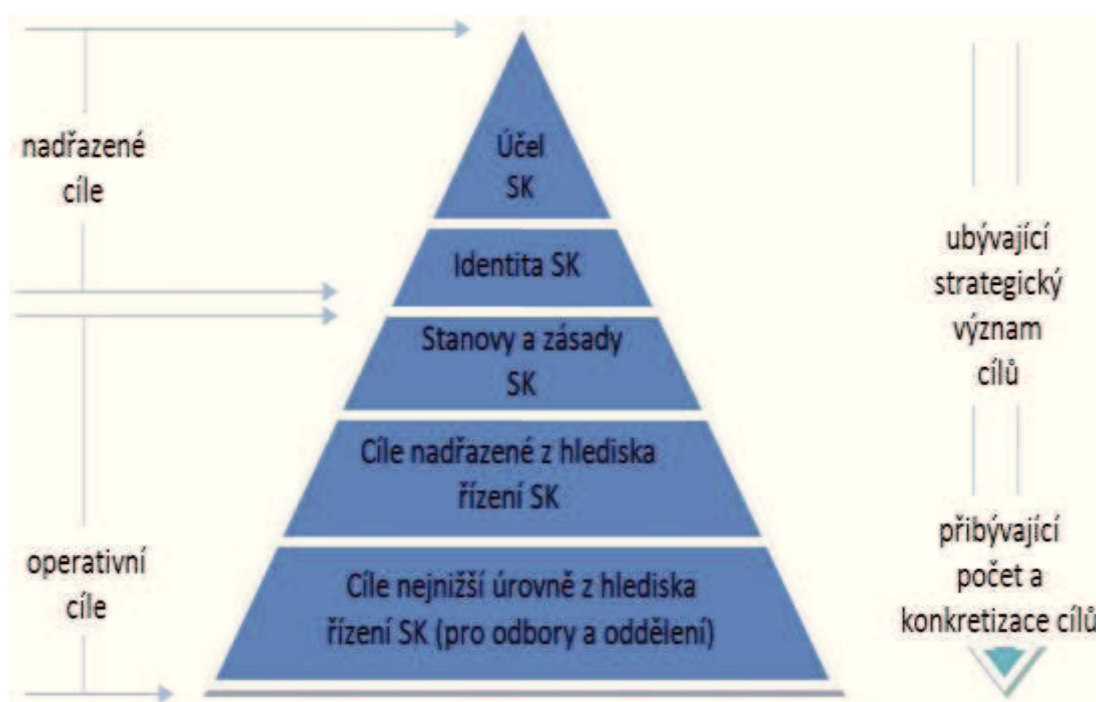 nadřazené
cíle
operativní
cíle
Účel
SK
Identita SK
Stanovy a zásady
SK
Cíle nadřazené z hlediska
řízení SK
Cíle nejnižší úrovně z hlediska
řízení SK (pro odbory a oddělení)
ubývající
strategický
význam
cílů
přibývající
počet a
konkretizace cílů